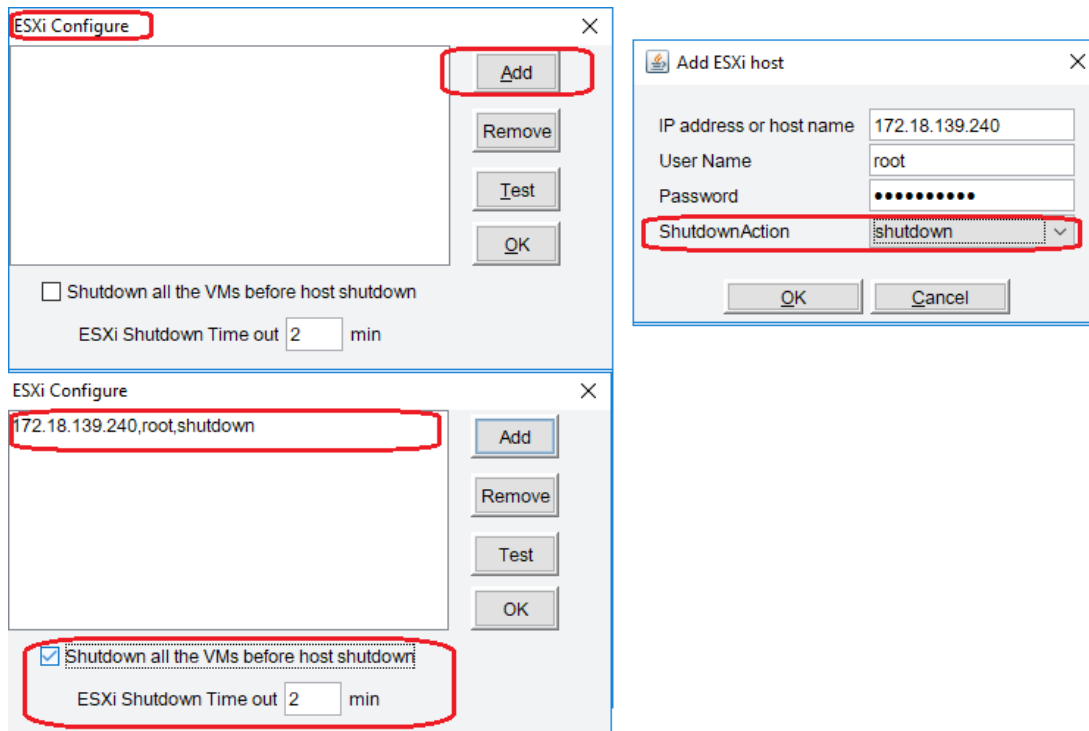 ESXi Configure
Add
Remove
Test
OK
Shutdown all the VMs before host shutdown
ESXi Shutdown Time out 2 min
Add ESXi host
IP address or host name 172.18.139.240
User Name root
Password ••••••••••
ShutdownAction shutdown
OK Cancel
ESXi Configure
172.18.139.240,root,shutdown
Add
Remove
Test
OK
Shutdown all the VMs before host shutdown
ESXi Shutdown Time out 2 min